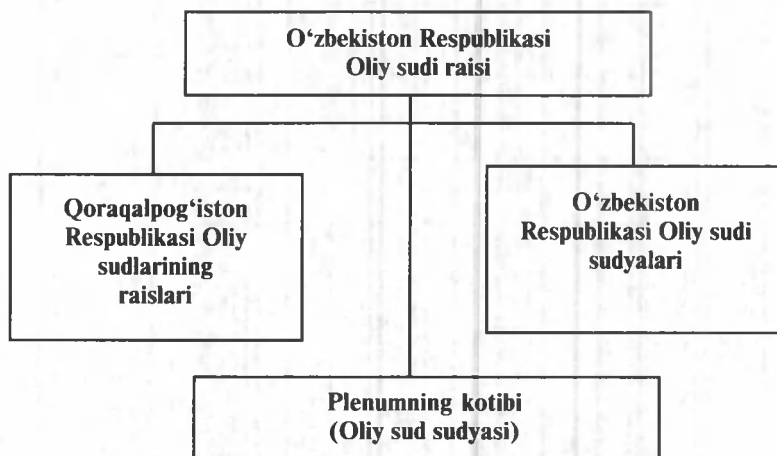 O‘zbekiston Respublikasi
Oliy sudi raisi
Qoraqalpog‘iston
Respublikasi Oliy
sudlarining
raislari
O‘zbekiston
Respublikasi Oliy sudi
sudyalari
Plenumning kotibi
(Oliy sud sudyasi)